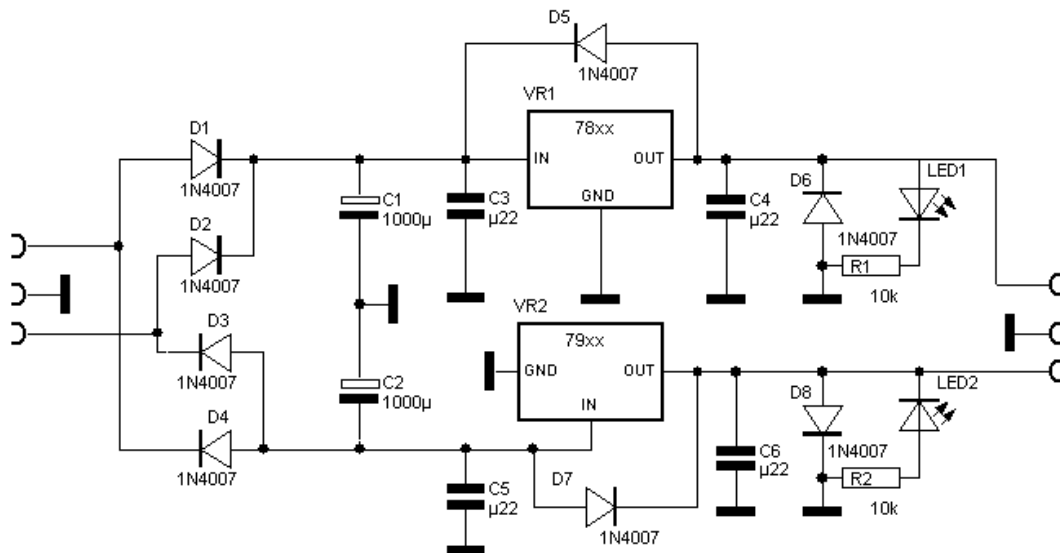 D5
1N4007
VR1
78xx
IN
OUT
GND
D1
1N4007
D2
1N4007
C1
1000µ
C3
µ22
C4
µ22
D6
1N4007
LED1
R1
10k
D3
1N4007
D4
1N4007
C2
1000µ
VR2
79xx
GND
OUT
IN
C5
µ22
D7
1N4007
C6
µ22
D8
1N4007
LED2
R2
10k